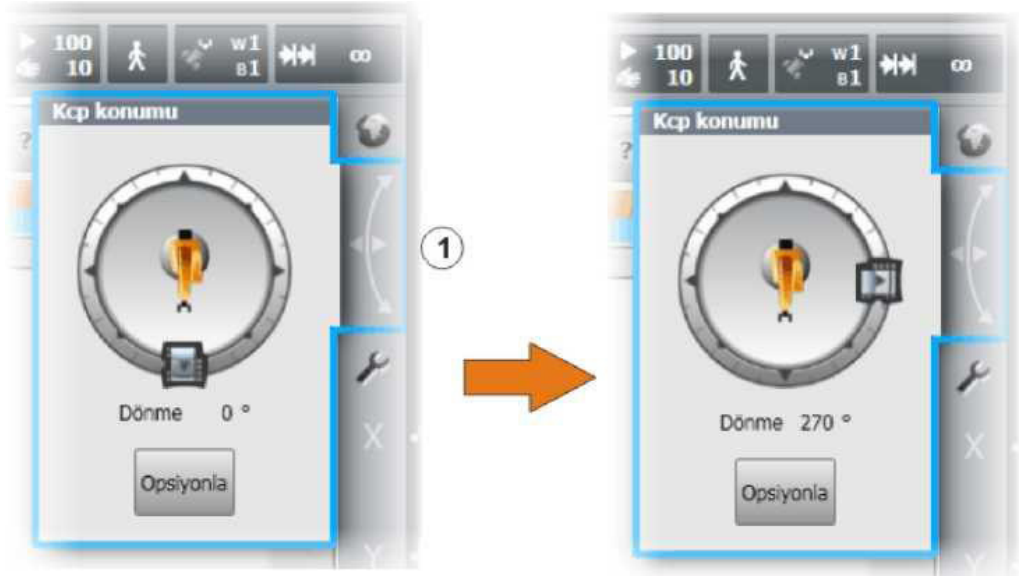 100
10
W1
B1
∞
Kcp konumu
?
Dönme 0 °
Opsiyonla
X
Y
1
100
10
W1
B1
∞
Kcp konumu
?
Dönme 270 °
Opsiyonla
X
Y